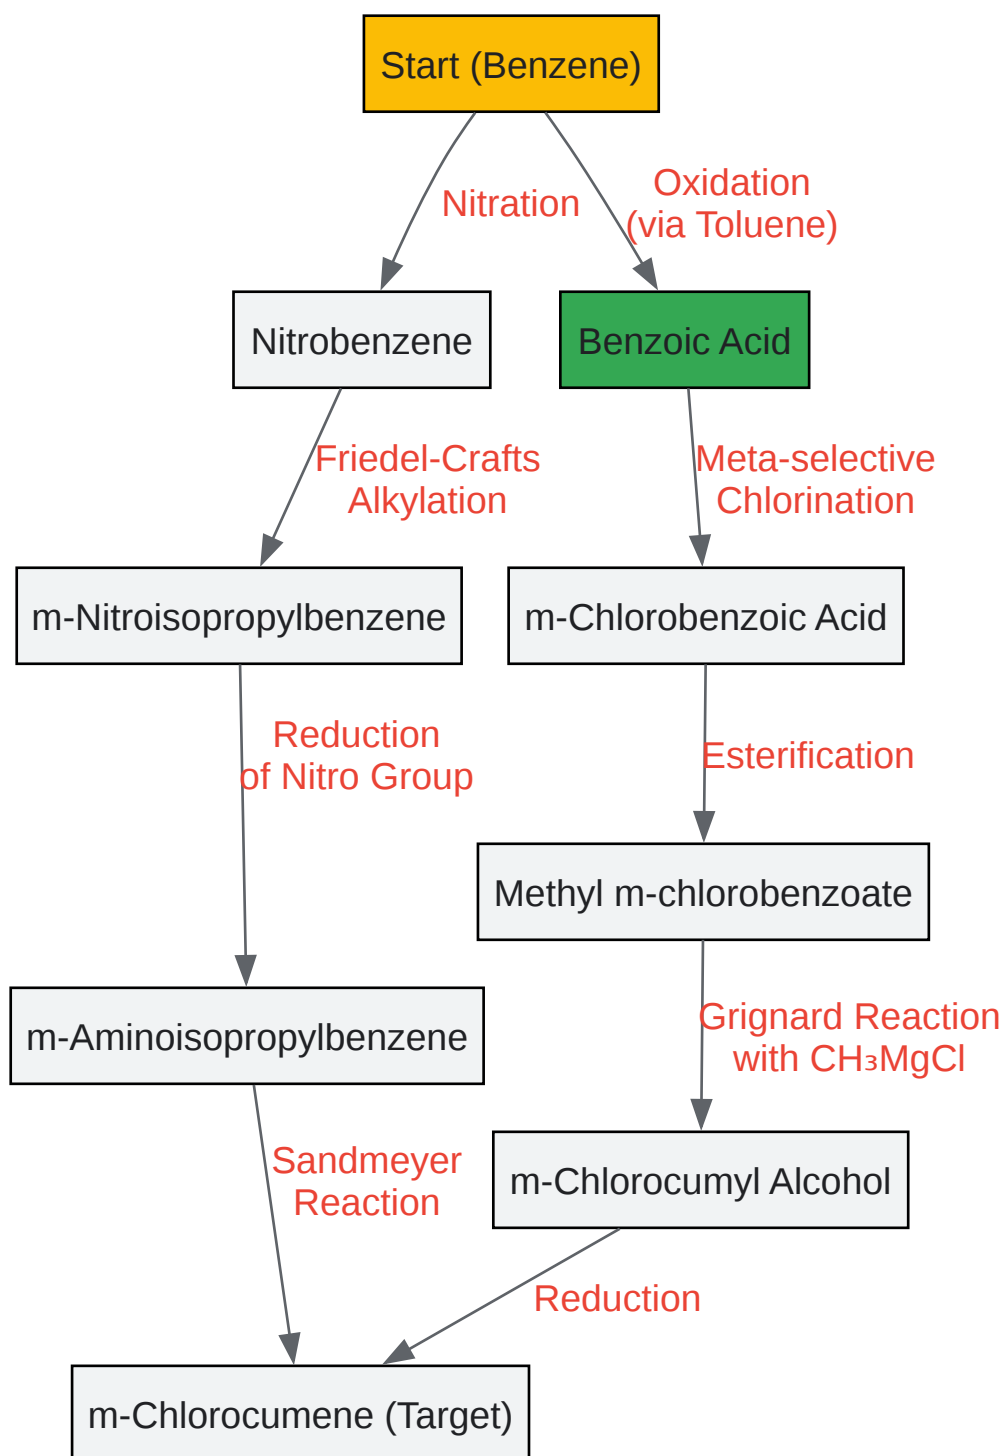 Start (Benzene)
Nitration
Oxidation
(via Toluene)
Nitrobenzene
Benzoic Acid
Friedel-Crafts
Alkylation
Meta-selective
Chlorination
m-Nitroisopropylbenzene
m-Chlorobenzoic Acid
Reduction
of Nitro Group
Esterification
Methyl m-chlorobenzoate
m-Aminoisopropylbenzene
Grignard Reaction
with CH₃MgCl
Sandmeyer
Reaction
m-Chlorocumyl Alcohol
Reduction
m-Chlorocumene (Target)